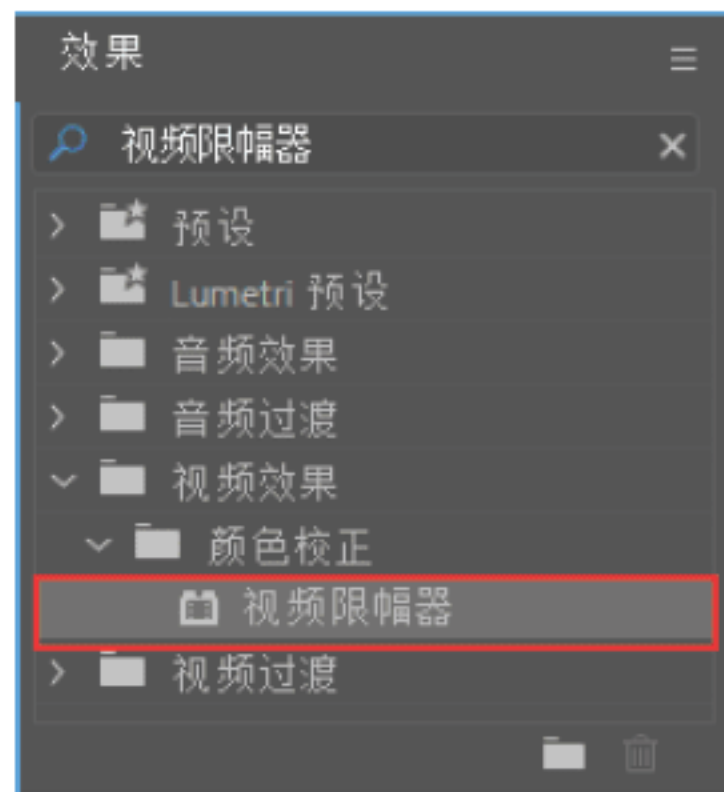 效果
视频限幅器
预设
Lumetri 预设
音频效果
音频过渡
视频效果
颜色校正
视频限幅器
视频过渡